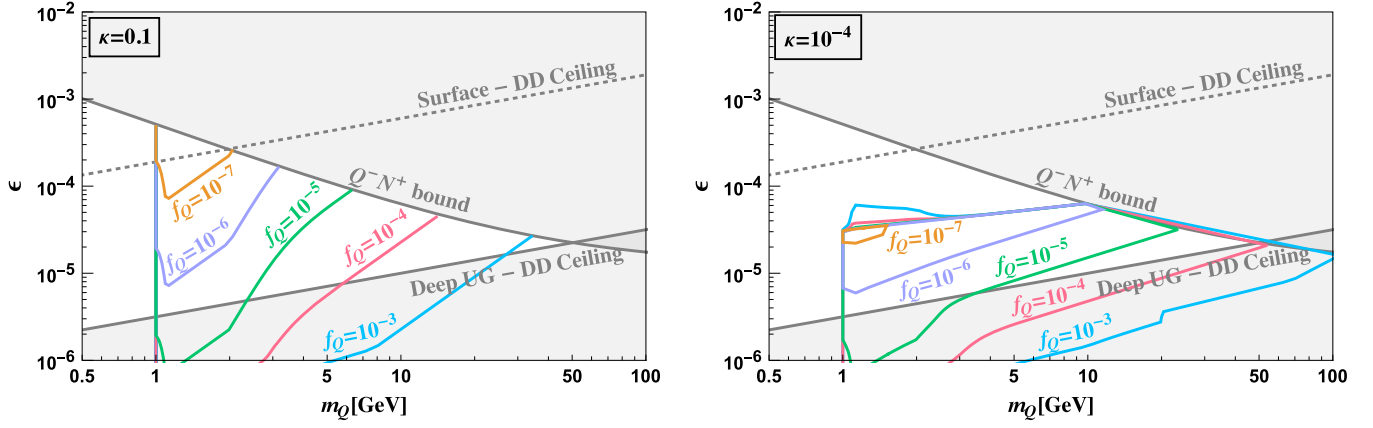 κ=0.1
Surface – DD Ceiling
Q⁻N⁺ bound
Deep UG – DD Ceiling
f_Q=10⁻⁷
f_Q=10⁻⁶
f_Q=10⁻⁵
f_Q=10⁻⁴
f_Q=10⁻³
ϵ
10⁻²
10⁻³
10⁻⁴
10⁻⁵
10⁻⁶
0.5 1 5 10 50 100
m_Q[GeV]
κ=10⁻⁴
Surface – DD Ceiling
Q⁻N⁺ bound
Deep UG – DD Ceiling
f_Q=10⁻⁷
f_Q=10⁻⁶
f_Q=10⁻⁵
f_Q=10⁻⁴
f_Q=10⁻³
ϵ
10⁻²
10⁻³
10⁻⁴
10⁻⁵
10⁻⁶
0.5 1 5 10 50 100
m_Q[GeV]